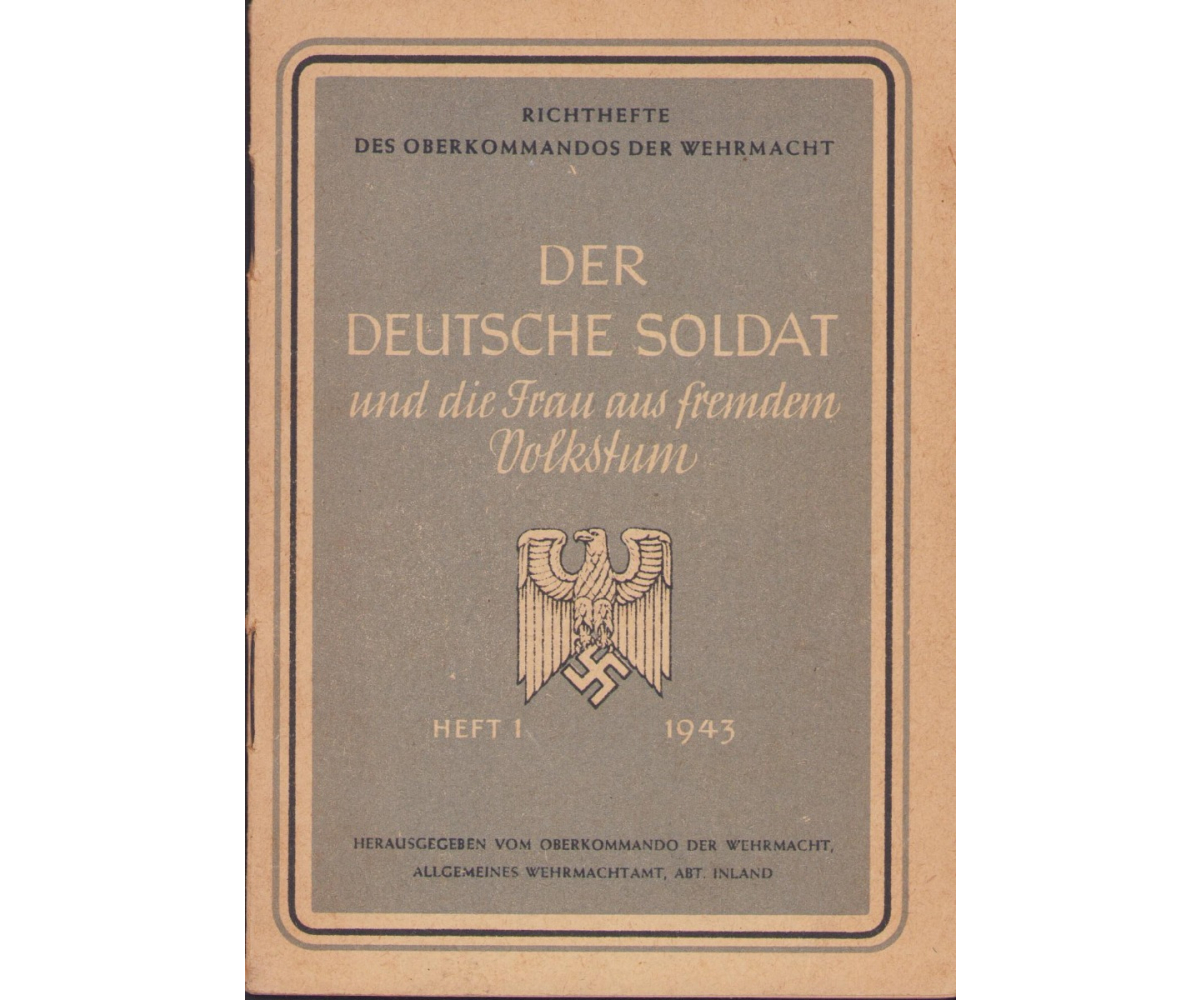 RICHTHEFTE
DES OBERKOMMANDOS DER WEHRMACHT
DER
DEUTSCHE SOLDAT
und die Frau aus fremdem
Volkstum
HEFT 1 1943
HERAUSGEGEBEN VOM OBERKOMMANDO DER WEHRMACHT,
ALLGEMEINES WEHRMACHTAMT, ABT. INLAND